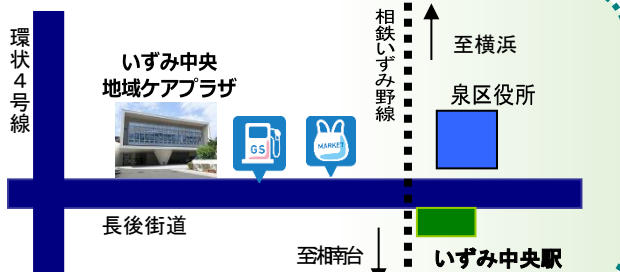 環状4号線
いずみ中央
地域ケアプラザ
GS
MARKET
相鉄いずみ野線
至横浜
泉区役所
長後街道
至湘南台
いずみ中央駅